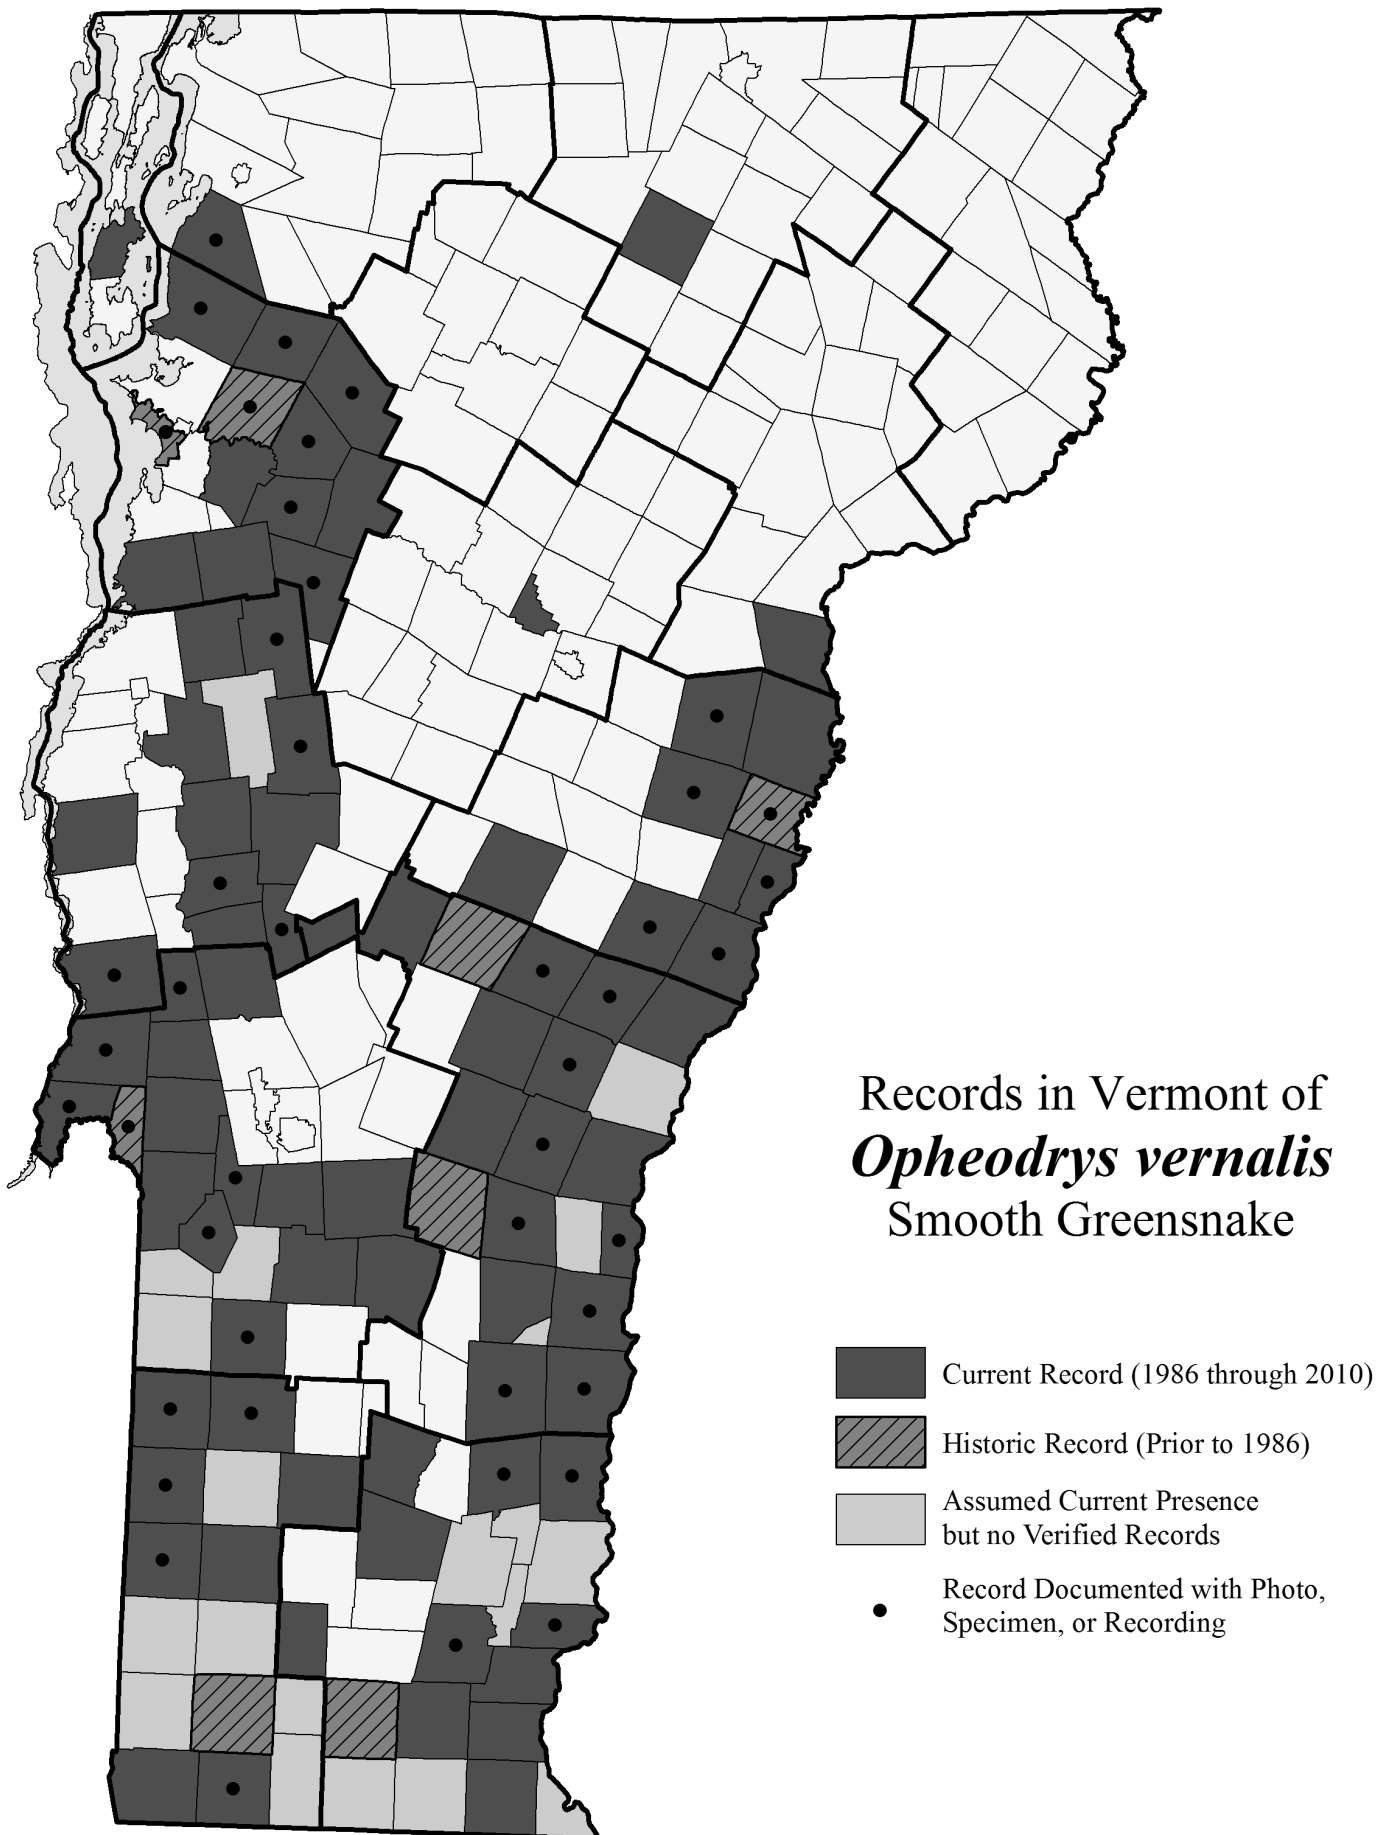 Records in Vermont of
Opheodrys vernalis
Smooth Greensnake
Current Record (1986 through 2010)
Historic Record (Prior to 1986)
Assumed Current Presence
but no Verified Records
Record Documented with Photo,
Specimen, or Recording